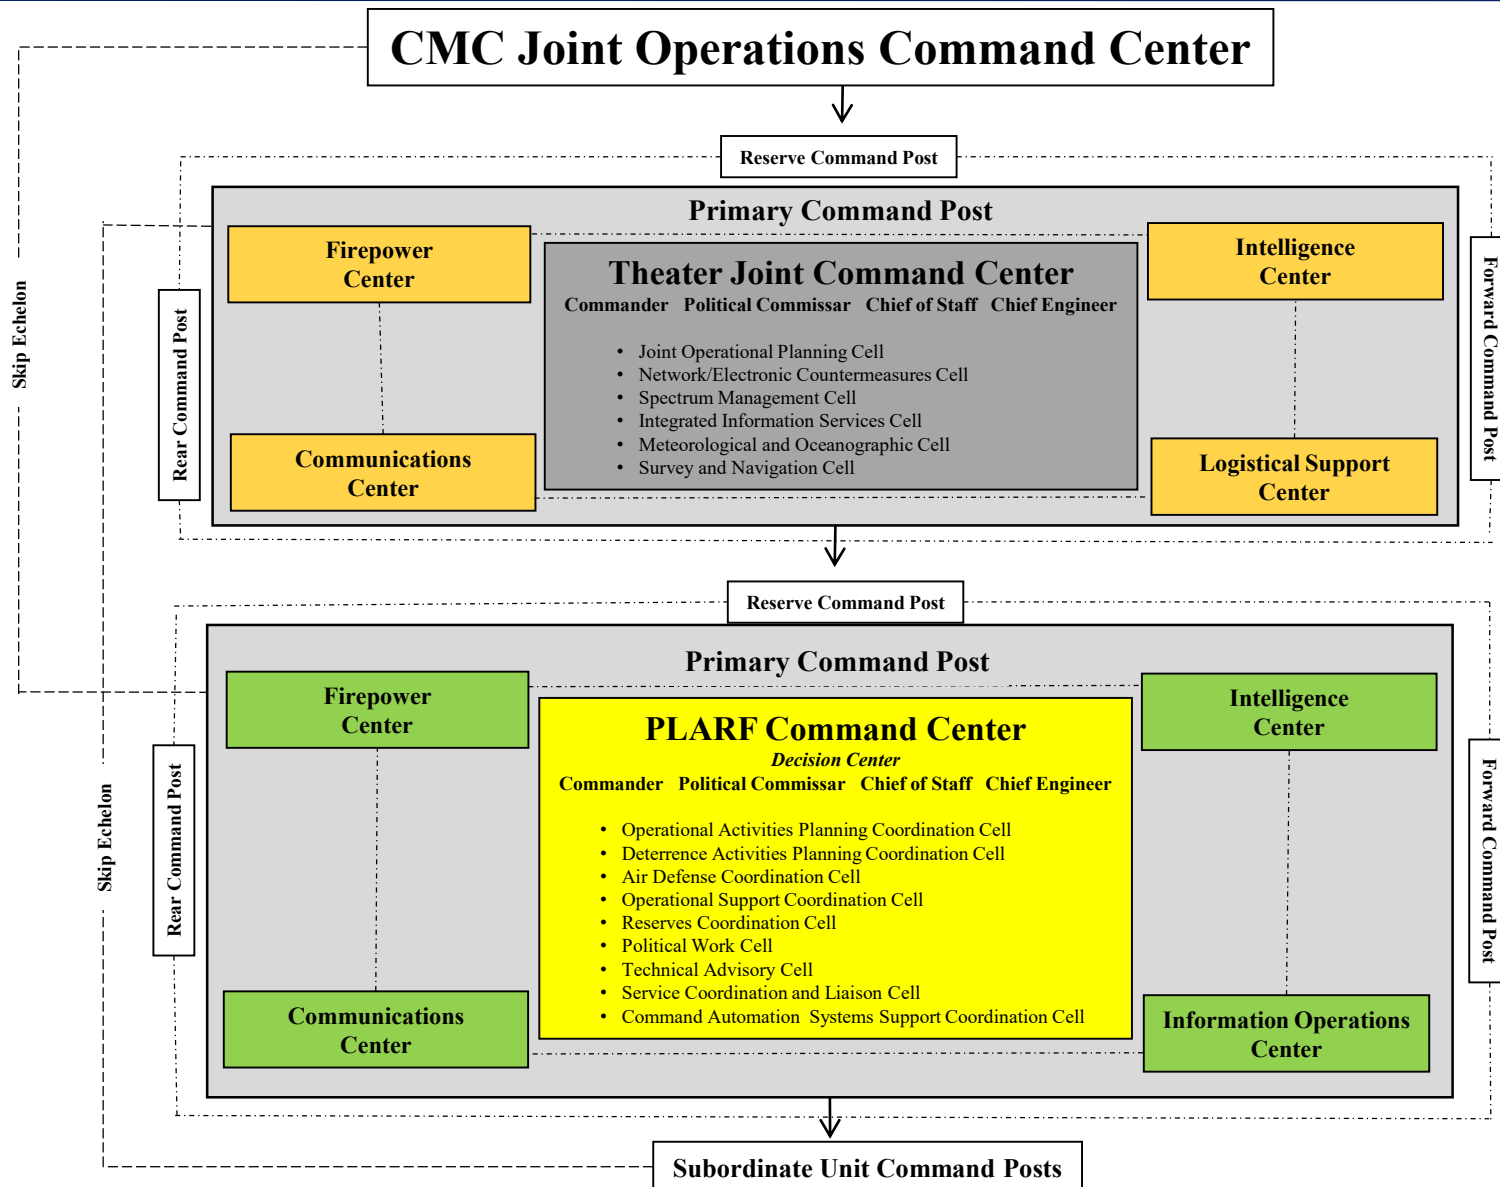 CMC Joint Operations Command Center
Reserve Command Post
Primary Command Post
Firepower
Center
Intelligence
Center
Theater Joint Command Center
Commander Political Commissar Chief of Staff Chief Engineer
• Joint Operational Planning Cell
• Network/Electronic Countermeasures Cell
• Spectrum Management Cell
• Integrated Information Services Cell
• Meteorological and Oceanographic Cell
• Survey and Navigation Cell
Communications
Center
Logistical Support
Center
Rear Command Post
Forward Command Post
Skip Echelon
Reserve Command Post
Primary Command Post
Firepower
Center
Intelligence
Center
PLARF Command Center
Decision Center
Commander Political Commissar Chief of Staff Chief Engineer
• Operational Activities Planning Coordination Cell
• Deterrence Activities Planning Coordination Cell
• Air Defense Coordination Cell
• Operational Support Coordination Cell
• Reserves Coordination Cell
• Political Work Cell
• Technical Advisory Cell
• Service Coordination and Liaison Cell
• Command Automation Systems Support Coordination Cell
Communications
Center
Information Operations
Center
Rear Command Post
Forward Command Post
Skip Echelon
Subordinate Unit Command Posts